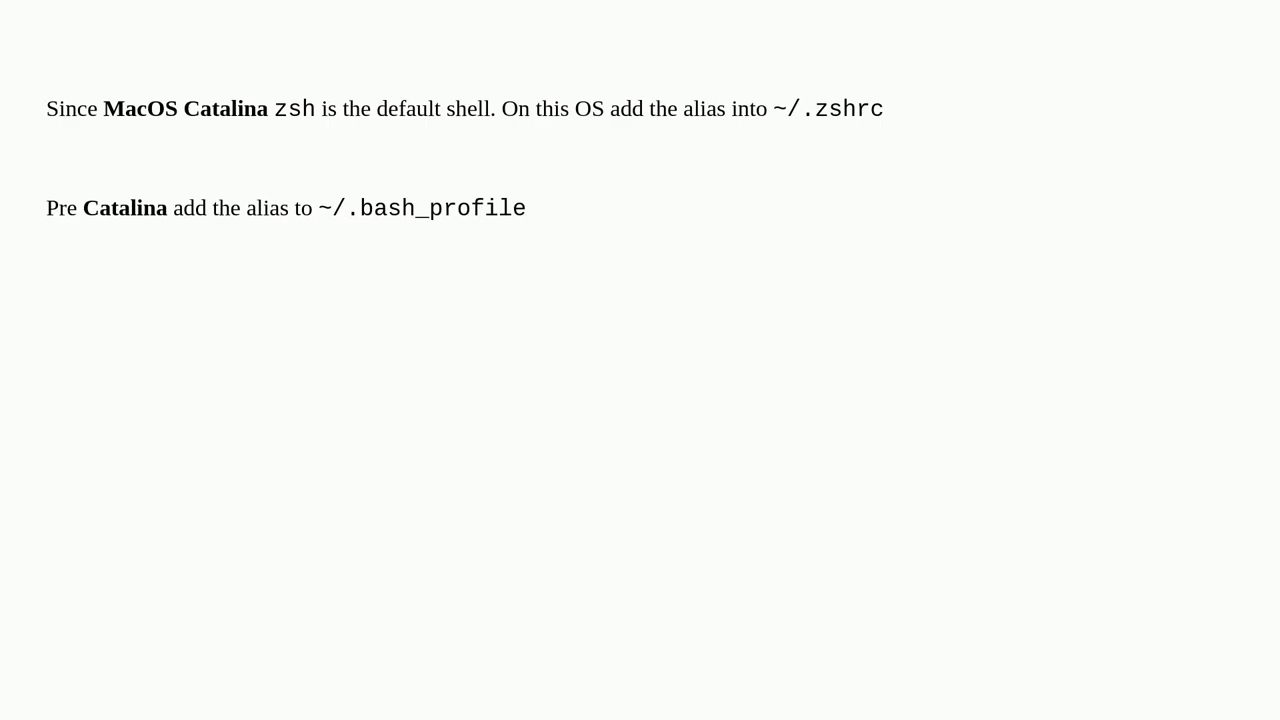 Since MacOS Catalina zsh is the default shell. On this OS add the alias into ~/.zshrc
Pre Catalina add the alias to ~/.bash_profile